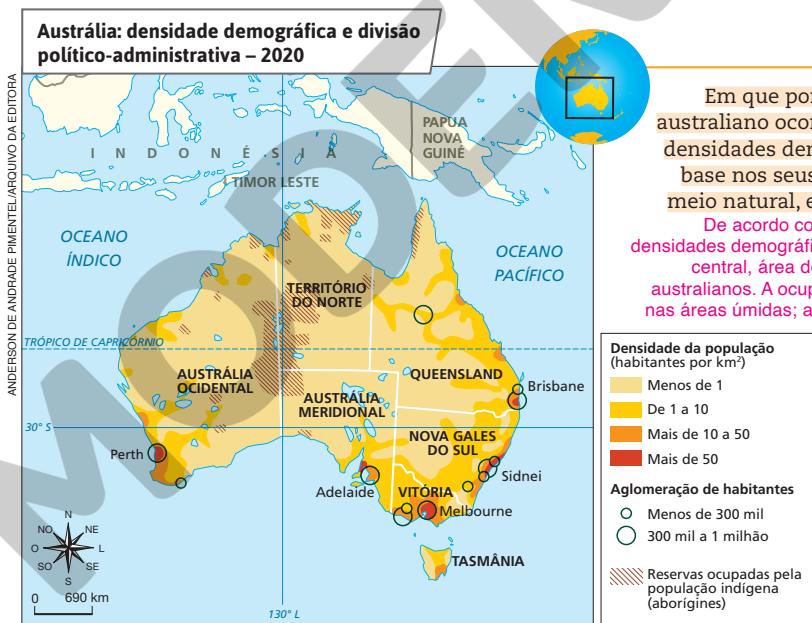 Austrália: densidade demográfica e divisão
político-administrativa – 2020
ANDERSON DE ANDRADE PIMENTEL/ARQUIVO DA EDITORA
PAPUA
NOVA
GUINÉ
INDONÉSIA
TIMOR LESTE
OCEANO
ÍNDICO
OCEANO
PACÍFICO
TERRITÓRIO
DO NORTE
TRÓPICO DE CAPRICÓRNIO
AUSTRÁLIA
OCIDENTAL
QUEENSLAND
AUSTRÁLIA
MERIDIONAL
Brisbane
30° S
NOVA GALES
DO SUL
Perth
Sidnei
Adelaide
VITÓRIA
Melbourne
TASMÂNIA
N
NO NE
O L
SO SE
S
0 690 km
130° L
Em que por
australiano ocor
densidades den
base nos seus
meio natural, e
De acordo co
densidades demográfi
central, área de
australianos. A ocup
nas áreas úmidas; a
Densidade da população
(habitantes por km²)
Menos de 1
De 1 a 10
Mais de 10 a 50
Mais de 50
Aglomeração de habitantes
Menos de 300 mil
300 mil a 1 milhão
Reservas ocupadas pela
população indígena
(aborígines)
MODE